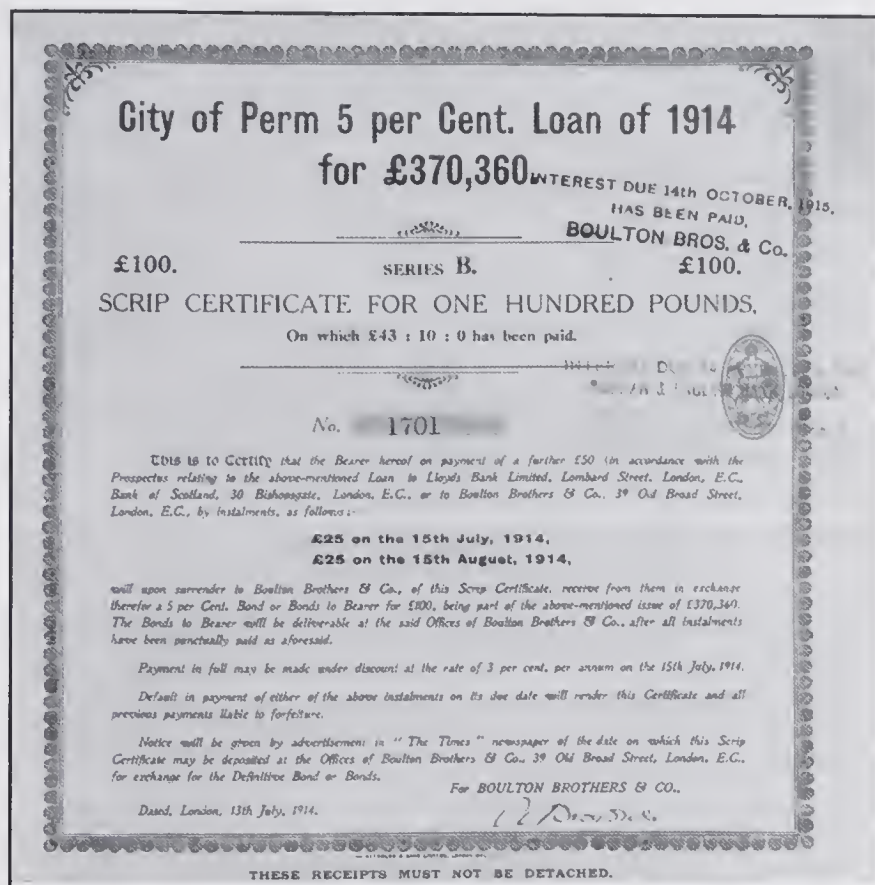 City of Perm 5 per Cent. Loan of 1914
for £370,360
INTEREST DUE 14th OCTOBER, 1915,
HAS BEEN PAID,
BOULTON BROS. & Co.
£100. SERIES B. £100.
SCRIP CERTIFICATE FOR ONE HUNDRED POUNDS,
On which £43 : 10 : 0 has been paid.
No. 1701
This is to Certify that the Bearer hereof on payment of a further £50 (in accordance with the
Prospectus relating to the above-mentioned Loan to Lloyds Bank Limited, Lombard Street, London, E.C.,
Bank of Scotland, 30 Bishopsgate, London, E.C., or to Boulton Brothers & Co., 39 Old Broad Street,
London, E.C., by instalments, as follows:-
£25 on the 15th July, 1914,
£25 on the 15th August, 1914,
will upon surrender to Boulton Brothers & Co., of this Scrip Certificate, receive from them in exchange
therefor a 5 per Cent. Bond or Bonds to Bearer for £100, being part of the above-mentioned issue of £370,360.
The Bonds to Bearer will be deliverable at the said Offices of Boulton Brothers & Co., after all instalments
have been punctually paid as aforesaid.
Payment in full may be made under discount at the rate of 3 per cent. per annum on the 15th July, 1914.
Default in payment of either of the above instalments on its due date will render this Certificate and all
previous payments liable to forfeiture.
Notice will be given by advertisement in "The Times" newspaper of the date on which this Scrip
Certificate may be deposited at the Offices of Boulton Brothers & Co., 39 Old Broad Street, London, E.C.,
for exchange for the Definitive Bond or Bonds.
For BOULTON BROTHERS & CO.,
Dated, London, 13th July, 1914.
THESE RECEIPTS MUST NOT BE DETACHED.